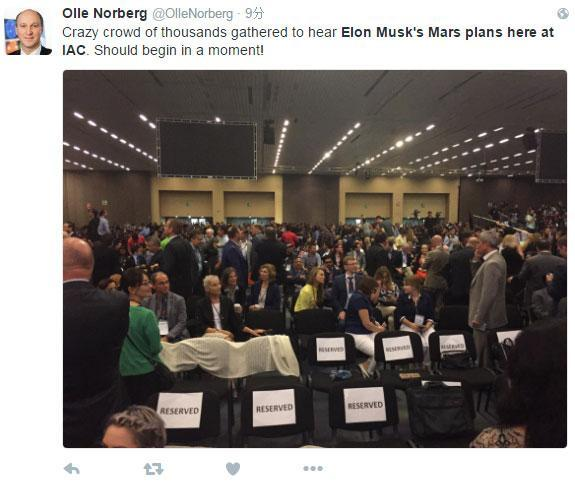 Olle Norberg @OlleNorberg · 9分
Crazy crowd of thousands gathered to hear Elon Musk's Mars plans here at
IAC. Should begin in a moment!
RESERVED
RESERVED
RESERVED
RESERVED
RESERVED
RESERVED